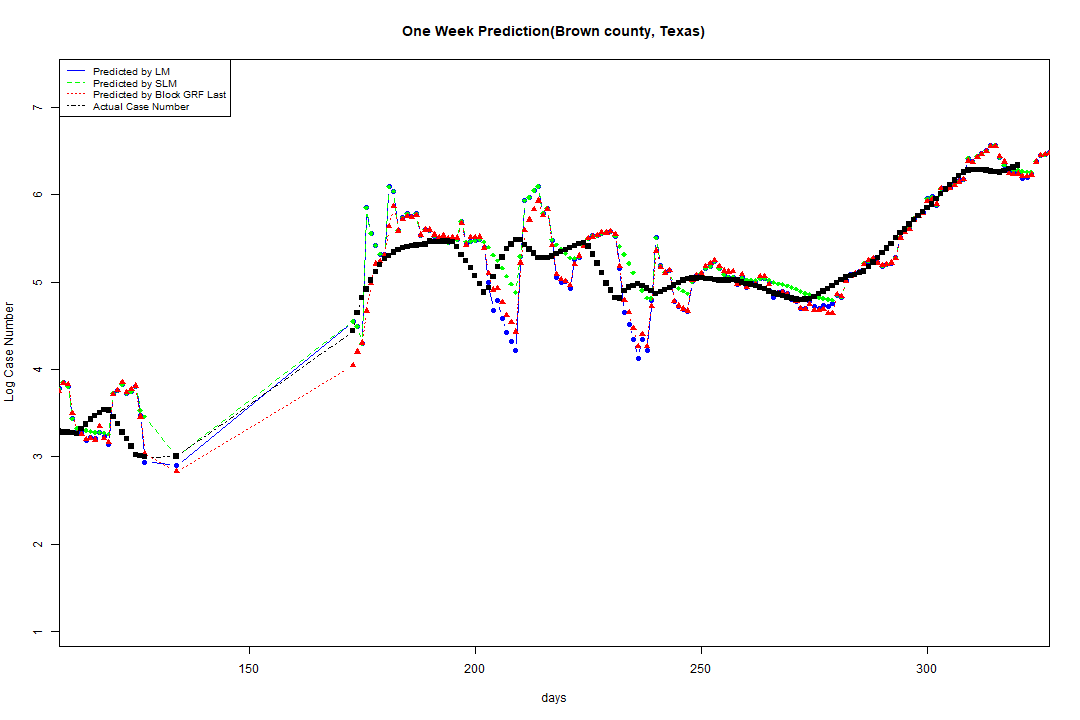 One Week Prediction(Brown county, Texas)
Predicted by LM
Predicted by SLM
Predicted by Block GRF Last
Actual Case Number
7
6
5
4
3
2
1
Log Case Number
150 200 250 300
days